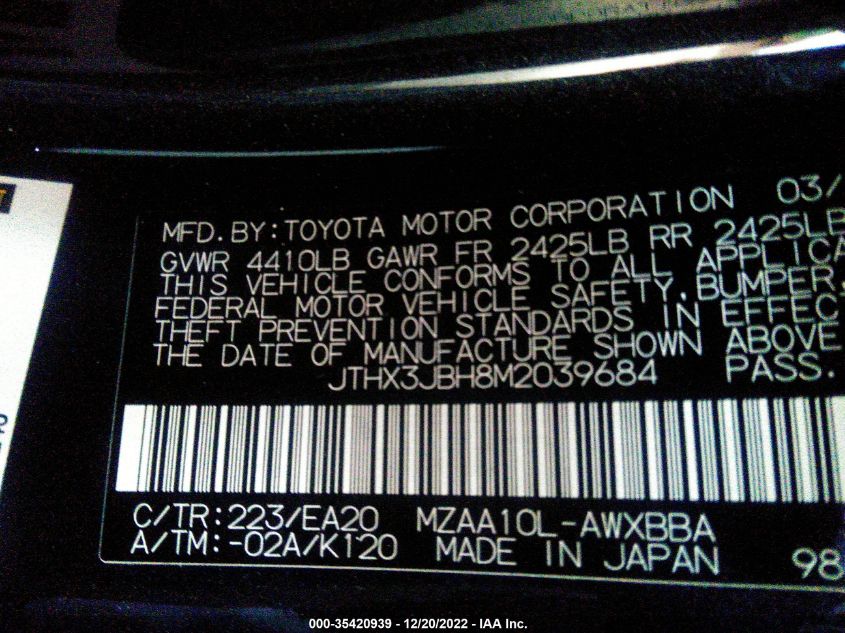 MFD.BY:TOYOTA MOTOR CORPORATION 03/
GVWR 4410LB GAWR FR 2425LB RR 2425LB
THIS VEHICLE CONFORMS TO ALL APPLICA
FEDERAL MOTOR VEHICLE SAFETY,BUMPER,
THEFT PREVENTION STANDARDS IN EFFEC
THE DATE OF MANUFACTURE SHOWN ABOVE
JTHX3JBH8M2039684 PASS.
C/TR:223/EA20 MZAA10L-AWXBBA
A/TM:-02A/K120 MADE IN JAPAN 98
000-35420939 - 12/20/2022 - IAA Inc.